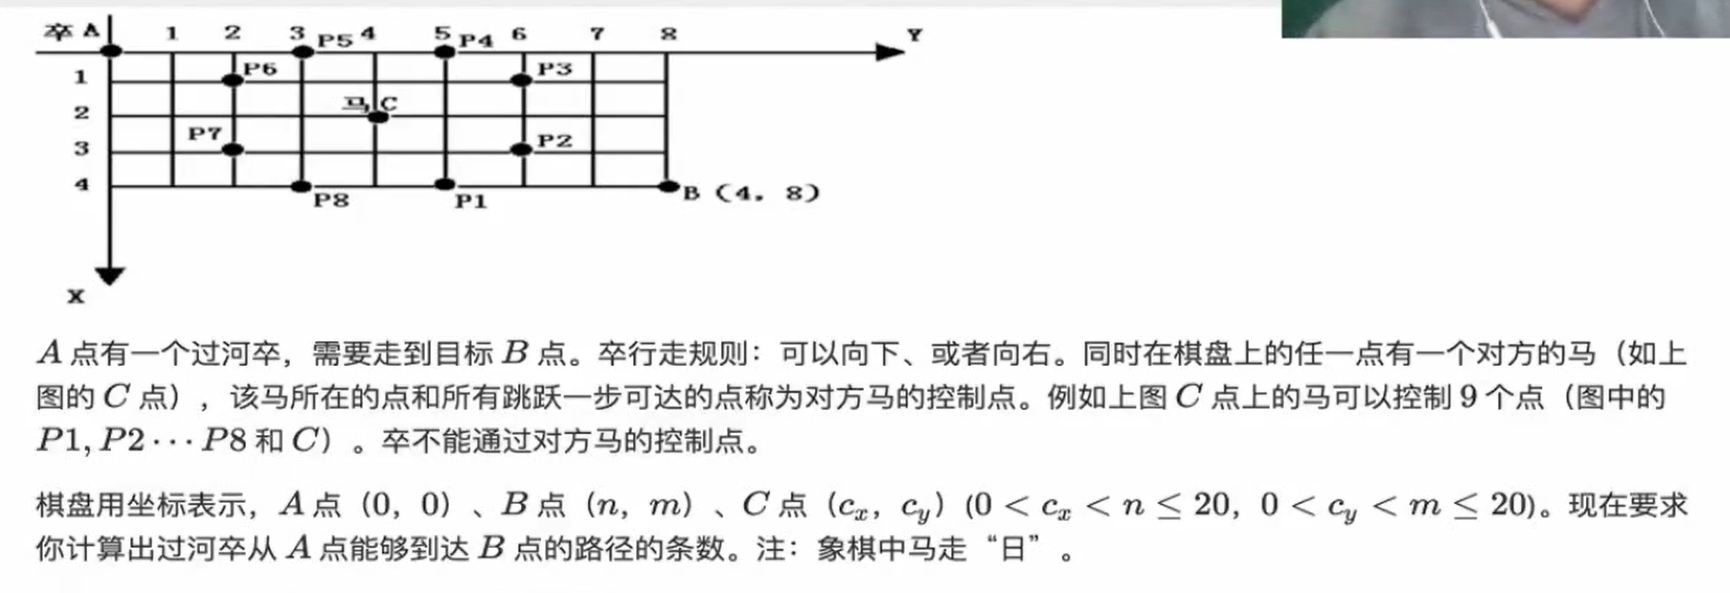 卒 A 1 2 3 P5 4 5 P4 6 7 8 Y
1 P6 P3
2 马 C
3 P7 P2
4 P8 P1 B (4, 8)
X
A 点有一个过河卒，需要走到目标 B 点。卒行走规则：可以向下、或者向右。同时在棋盘上的任一点有一个对方的马（如上
图的 C 点），该马所在的点和所有跳跃一步可达的点称为对方马的控制点。例如上图 C 点上的马可以控制 9 个点（图中的
P1, P2 ··· P8 和 C）。卒不能通过对方马的控制点。
棋盘用坐标表示，A 点（0，0）、B 点（n，m）、C 点（cₓ，c_y）(0 < cₓ < n ≤ 20，0 < c_y < m ≤ 20)。现在要求
你计算出过河卒从 A 点能够到达 B 点的路径的条数。注：象棋中马走“日”。